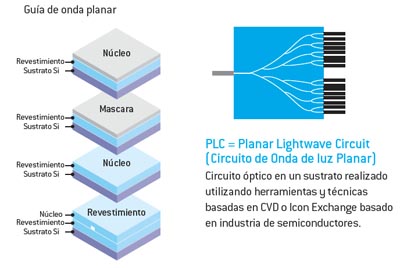 Guía de onda planar
Núcleo
Revestimiento
Sustrato Si
Mascara
Revestimiento
Sustrato Si
Núcleo
Revestimiento
Sustrato Si
Revestimiento
Núcleo
Revestimiento
Sustrato Si
PLC = Planar Lightwave Circuit
(Circuito de Onda de luz Planar)
Circuito óptico en un sustrato realizado
utilizando herramientas y técnicas
basadas en CVD o Icon Exchange basado
en industria de semiconductores.